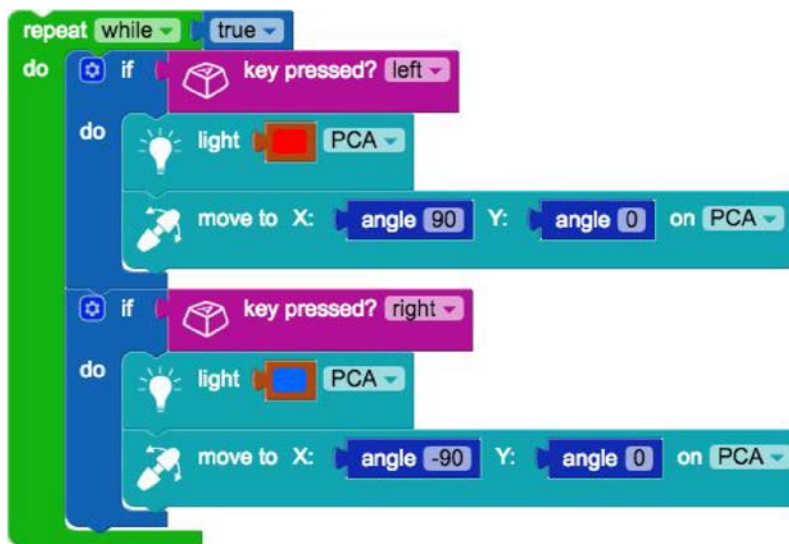 repeat while true
do if key pressed? left
do light PCA
move to X: angle 90 Y: angle 0 on PCA
if key pressed? right
do light PCA
move to X: angle -90 Y: angle 0 on PCA